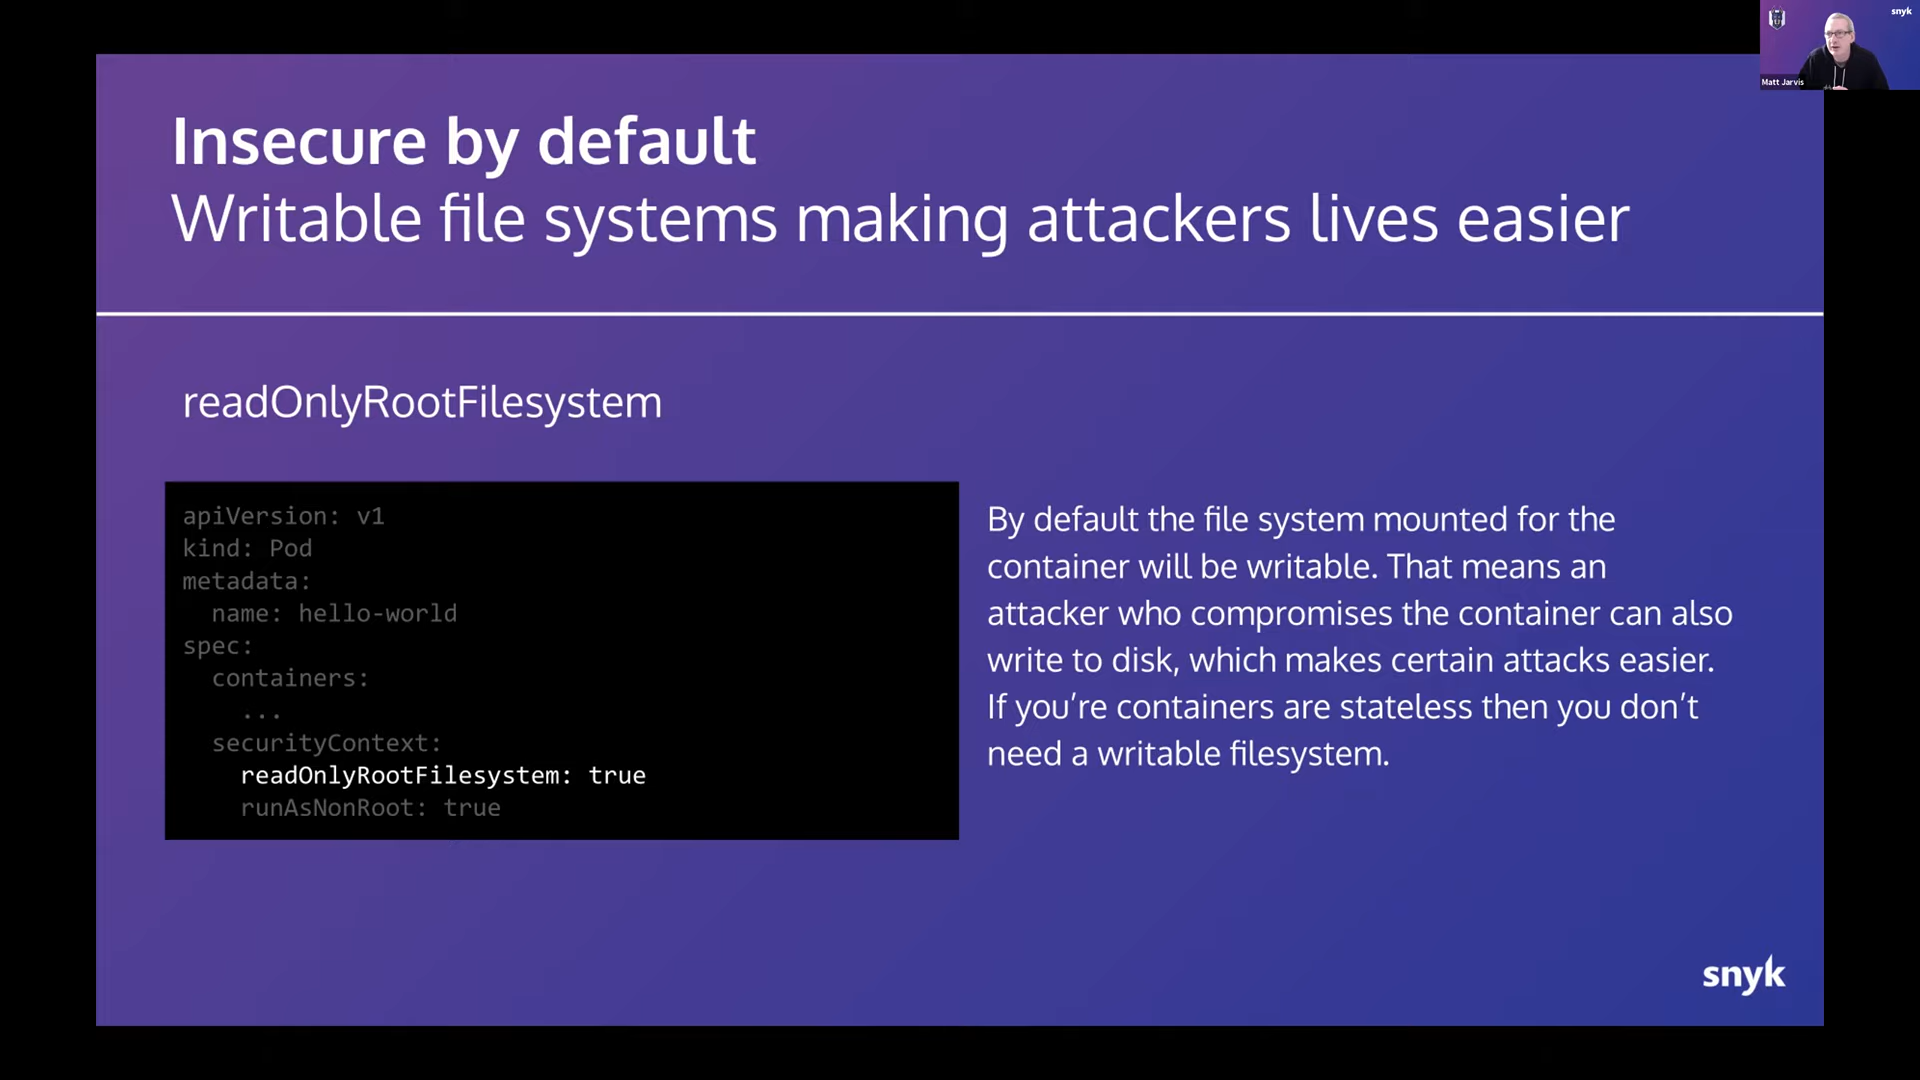 snyk
Matt Jarvis
Insecure by default
Writable file systems making attackers lives easier
readOnlyRootFilesystem
apiVersion: v1
kind: Pod
metadata:
  name: hello-world
spec:
  containers:
    ...
  securityContext:
    readOnlyRootFilesystem: true
    runAsNonRoot: true
By default the file system mounted for the
container will be writable. That means an
attacker who compromises the container can also
write to disk, which makes certain attacks easier.
If you’re containers are stateless then you don’t
need a writable filesystem.
snyk